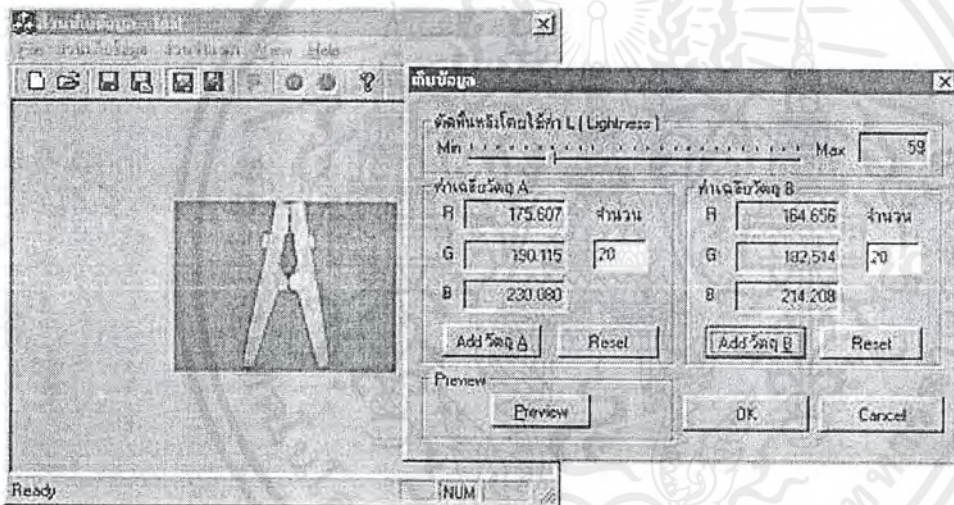 File View Help
Ready NUM
เก็บข้อมูล
ตัดพื้นหลังโดยใช้ค่า L ( Lightness )
Min Max 59
ค่าเฉลี่ยวัตถุ A
R 175.607 จำนวน
G 190.115 20
B 230.080
Add วัตถุ A Reset
ค่าเฉลี่ยวัตถุ B
R 164.656 จำนวน
G 182.514 20
B 214.208
Add วัตถุ B Reset
Preview
Preview
OK Cancel